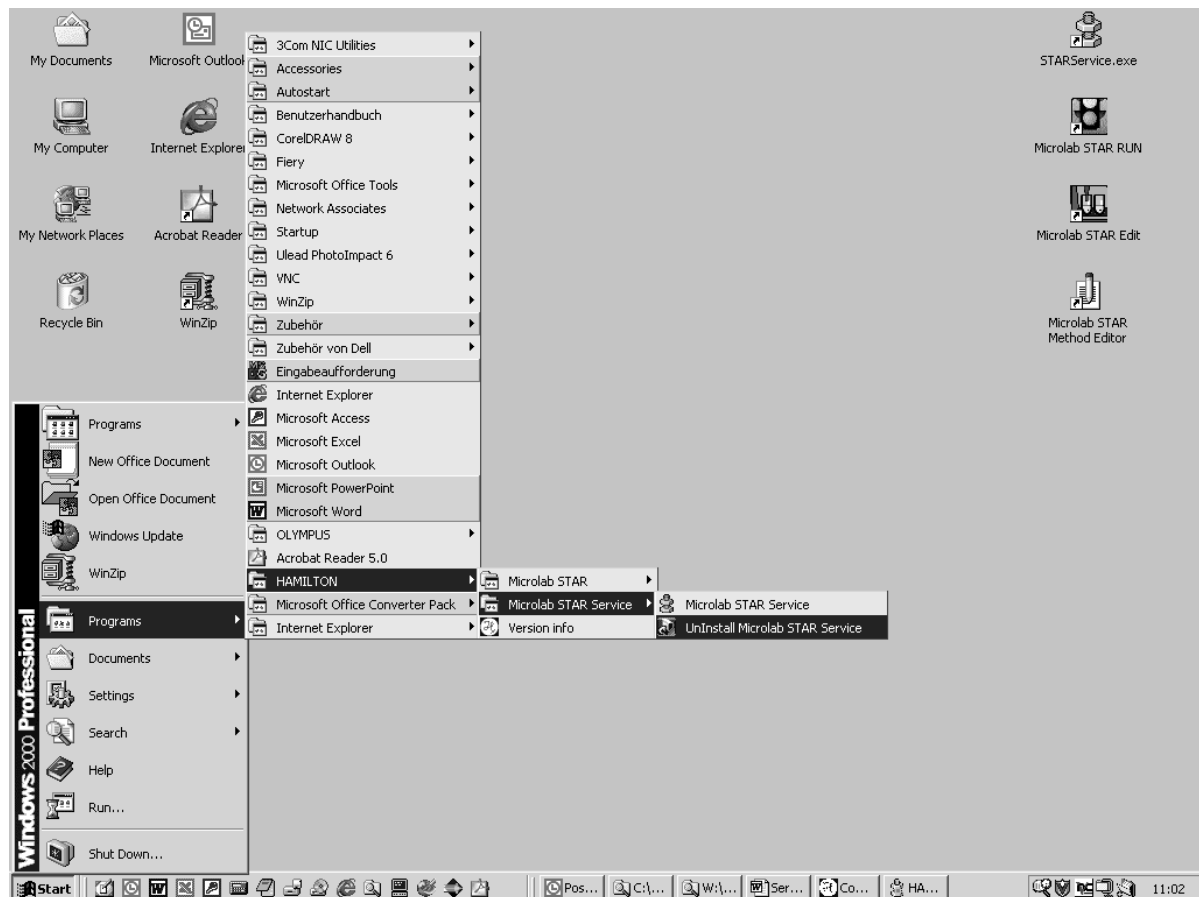 My Documents
Microsoft Outlook
My Computer
Internet Explorer
My Network Places
Acrobat Reader
Recycle Bin
WinZip
STARService.exe
Microlab STAR RUN
Microlab STAR Edit
Microlab STAR
Method Editor
3Com NIC Utilities
Accessories
Autostart
Benutzerhandbuch
CorelDRAW 8
Fiery
Microsoft Office Tools
Network Associates
Startup
Ulead PhotoImpact 6
VNC
WinZip
Zubehör
Zubehör von Dell
Eingabeaufforderung
Internet Explorer
Microsoft Access
Microsoft Excel
Microsoft Outlook
Microsoft PowerPoint
Microsoft Word
OLYMPUS
Acrobat Reader 5.0
HAMILTON
Microsoft Office Converter Pack
Internet Explorer
Microlab STAR
Microlab STAR Service
Version info
Microlab STAR Service
UnInstall Microlab STAR Service
Programs
New Office Document
Open Office Document
Windows Update
WinZip
Programs
Documents
Settings
Search
Help
Run...
Shut Down...
Windows 2000 Professional
Start
Pos...
C:\...
W:\...
Ser...
Co...
HA...
11:02